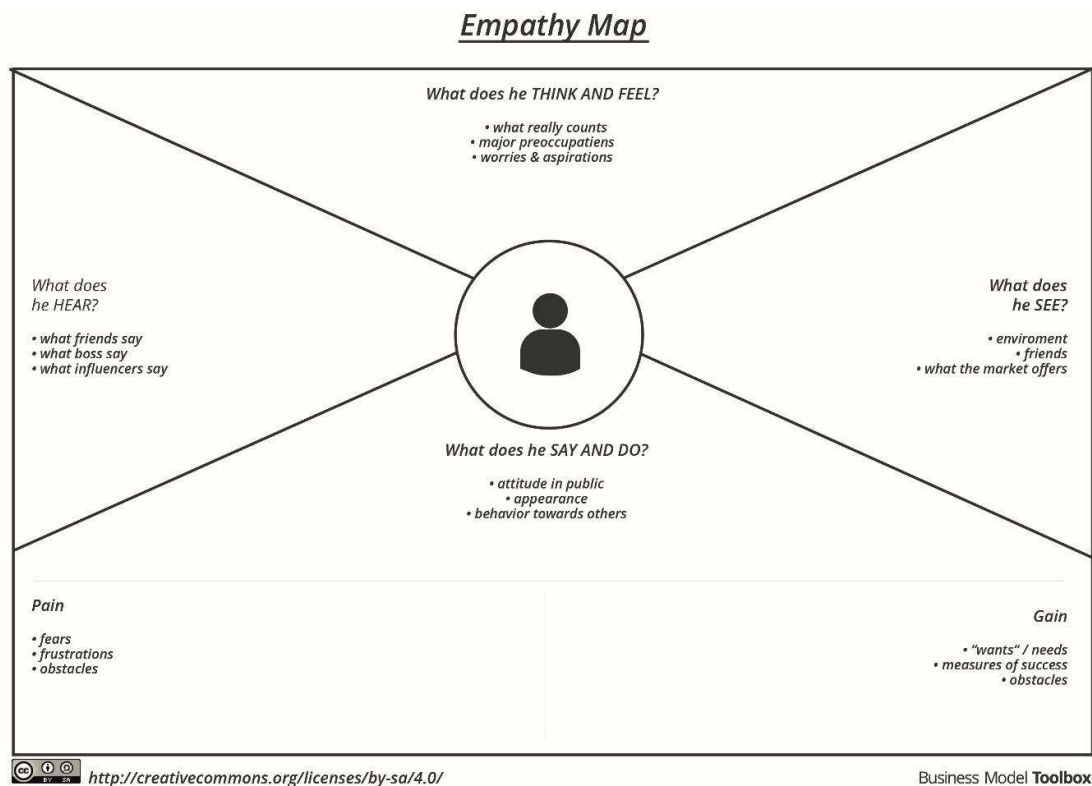 Empathy Map
What does he THINK AND FEEL?
• what really counts
• major preoccupatiens
• worries & aspirations
What does
he HEAR?
• what friends say
• what boss say
• what influencers say
What does
he SEE?
• enviroment
• friends
• what the market offers
What does he SAY AND DO?
• attitude in public
• appearance
• behavior towards others
Pain
• fears
• frustrations
• obstacles
Gain
• “wants” / needs
• measures of success
• obstacles
cc BY SA
http://creativecommons.org/licenses/by-sa/4.0/
Business Model Toolbox